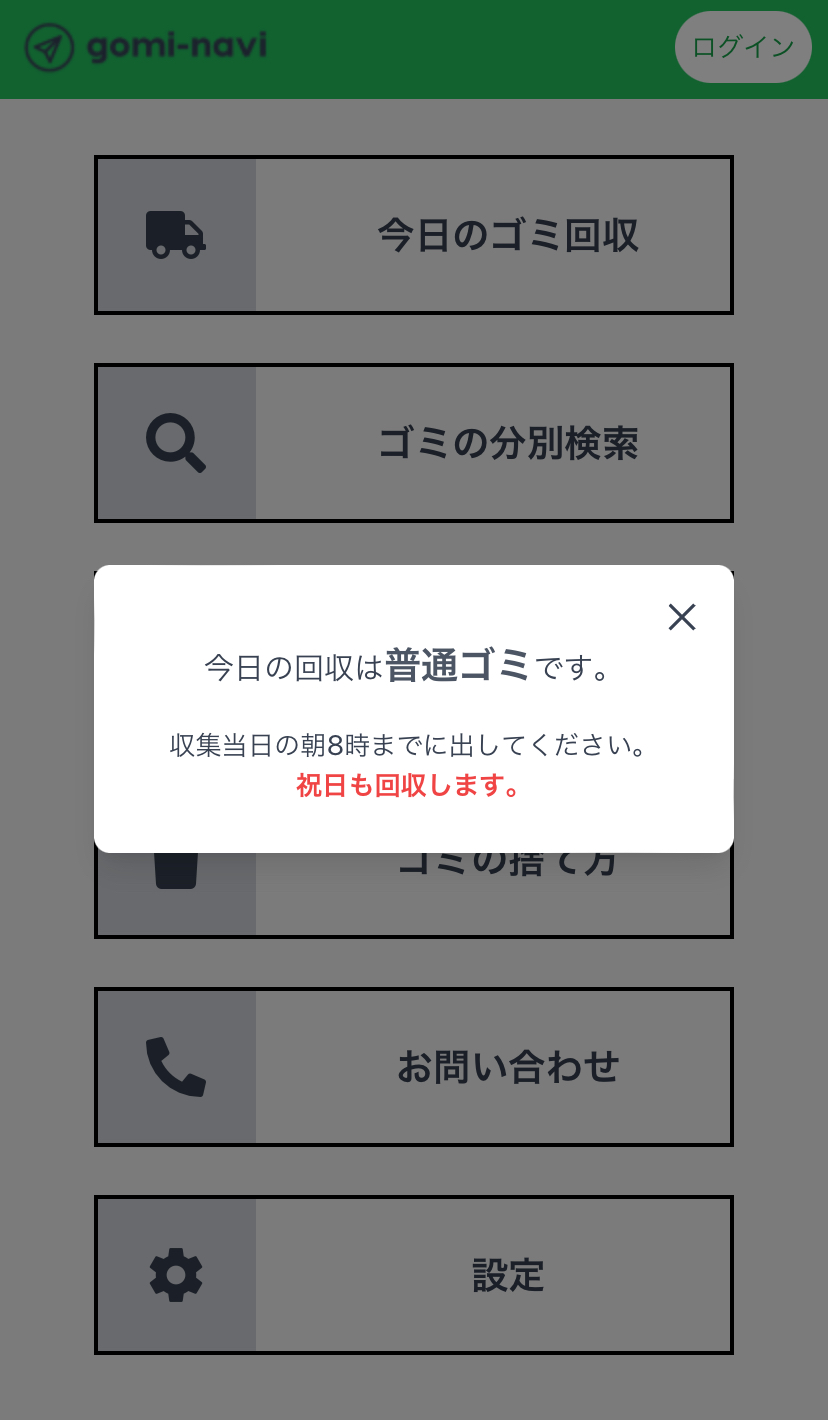 gomi-navi
ログイン
今日のゴミ回収
ゴミの分別検索
今日の回収は普通ゴミです。
収集当日の朝8時までに出してください。
祝日も回収します。
ゴミの捨て方
お問い合わせ
設定